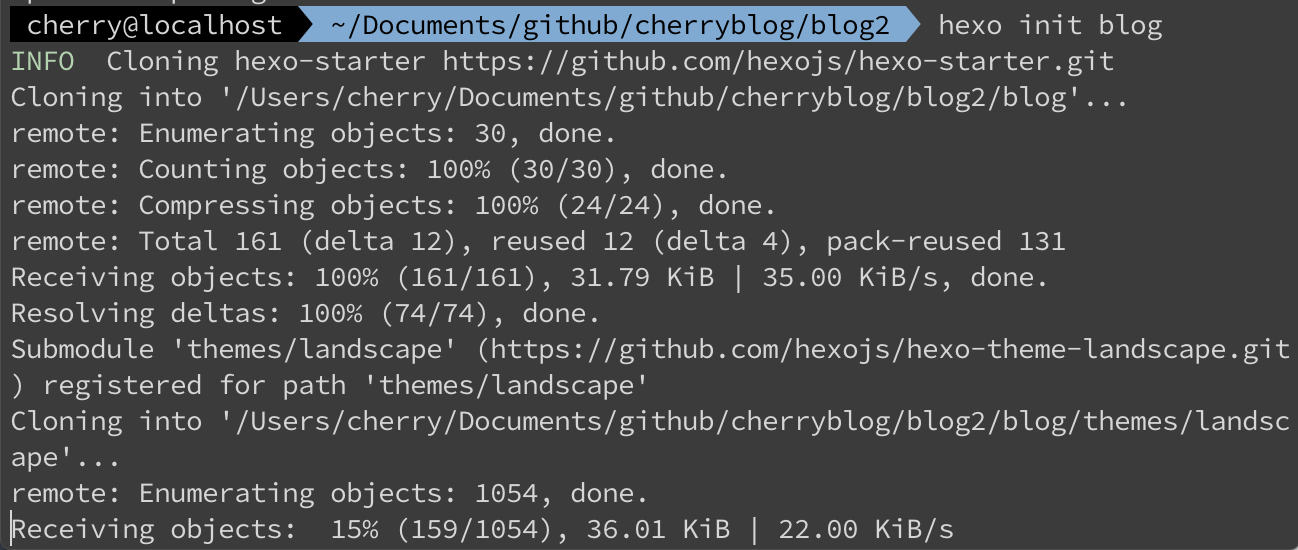 cherry@localhost ~/Documents/github/cherryblog/blog2 hexo init blog
INFO  Cloning hexo-starter https://github.com/hexojs/hexo-starter.git
Cloning into '/Users/cherry/Documents/github/cherryblog/blog2/blog'...
remote: Enumerating objects: 30, done.
remote: Counting objects: 100% (30/30), done.
remote: Compressing objects: 100% (24/24), done.
remote: Total 161 (delta 12), reused 12 (delta 4), pack-reused 131
Receiving objects: 100% (161/161), 31.79 KiB | 35.00 KiB/s, done.
Resolving deltas: 100% (74/74), done.
Submodule 'themes/landscape' (https://github.com/hexojs/hexo-theme-landscape.git
) registered for path 'themes/landscape'
Cloning into '/Users/cherry/Documents/github/cherryblog/blog2/blog/themes/landsc
ape'...
remote: Enumerating objects: 1054, done.
Receiving objects:  15% (159/1054), 36.01 KiB | 22.00 KiB/s